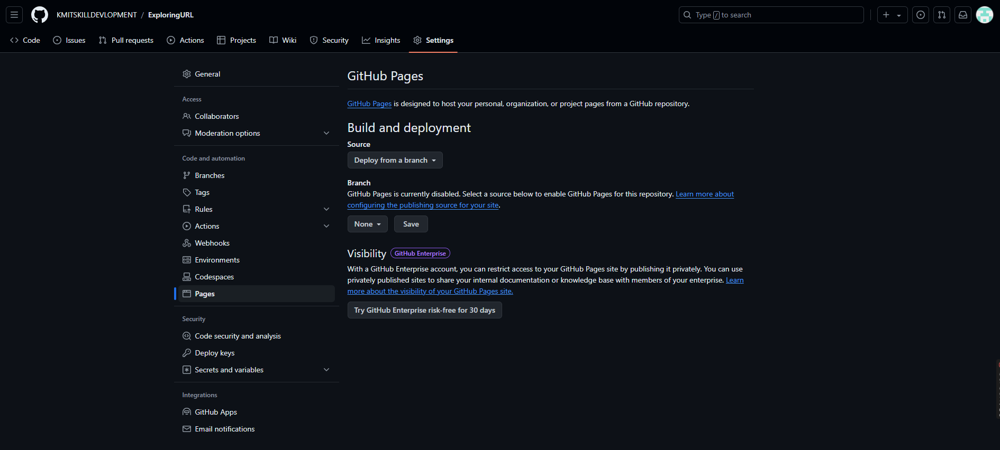 KMITSKILLDEVLOPMENT / ExploringURL
Type / to search
Code
Issues
Pull requests
Actions
Projects
Wiki
Security
Insights
Settings
General
Access
Collaborators
Moderation options
Code and automation
Branches
Tags
Rules
Actions
Webhooks
Environments
Codespaces
Pages
Security
Code security and analysis
Deploy keys
Secrets and variables
Integrations
GitHub Apps
Email notifications
GitHub Pages
GitHub Pages is designed to host your personal, organization, or project pages from a GitHub repository.
Build and deployment
Source
Deploy from a branch
Branch
GitHub Pages is currently disabled. Select a source below to enable GitHub Pages for this repository. Learn more about
configuring the publishing source for your site.
None
Save
Visibility GitHub Enterprise
With a GitHub Enterprise account, you can restrict access to your GitHub Pages site by publishing it privately. You can use
privately published sites to share your internal documentation or knowledge base with members of your enterprise. Learn
more about the visibility of your GitHub Pages site.
Try GitHub Enterprise risk-free for 30 days